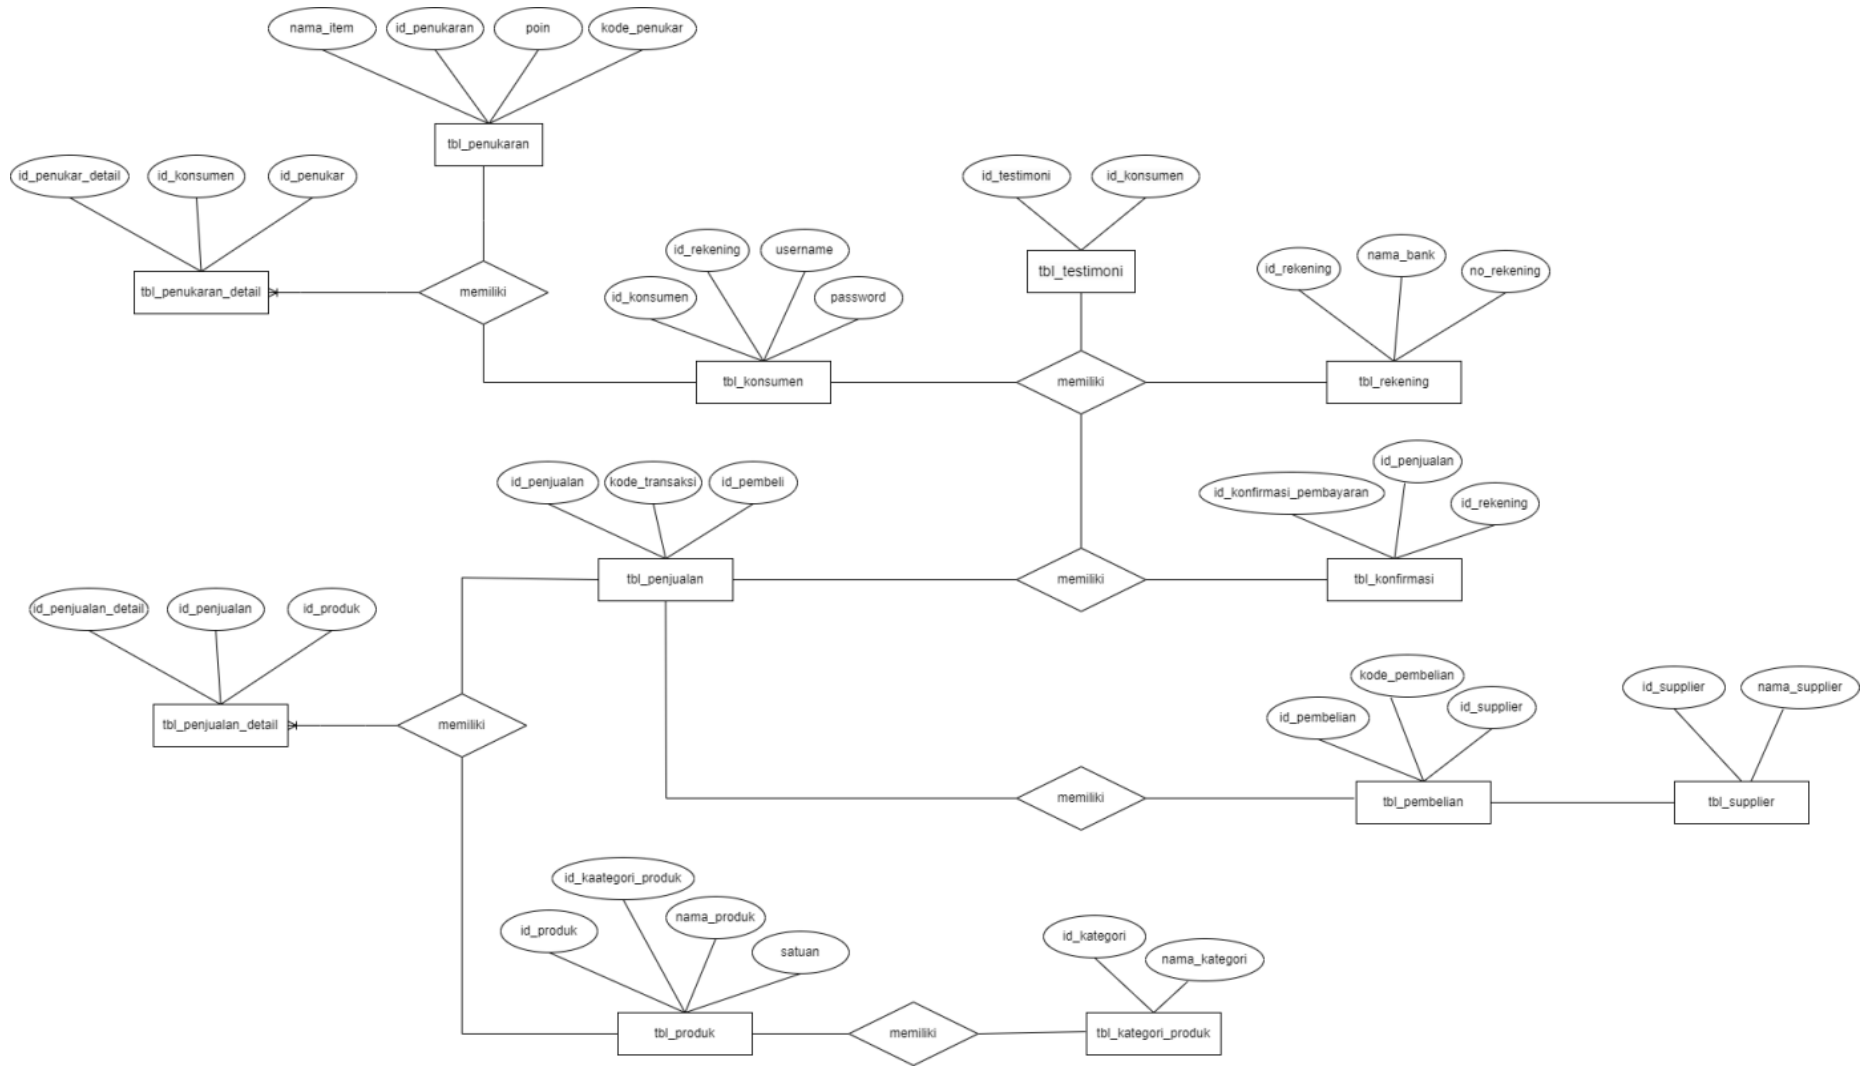 nama_item
id_penukaran
poin
kode_penukar
tbl_penukaran
id_penukar_detail
id_konsumen
id_penukar
tbl_penukaran_detail
memiliki
id_testimoni
id_konsumen
tbl_testimoni
id_rekening
username
id_konsumen
password
tbl_konsumen
memiliki
id_rekening
nama_bank
no_rekening
tbl_rekening
id_penjualan
kode_transaksi
id_pembeli
tbl_penjualan
memiliki
id_penjualan
id_konfirmasi_pembayaran
id_rekening
tbl_konfirmasi
id_penjualan_detail
id_penjualan
id_produk
tbl_penjualan_detail
memiliki
memiliki
kode_pembelian
id_pembelian
id_supplier
tbl_pembelian
id_supplier
nama_supplier
tbl_supplier
id_kaategori_produk
id_produk
nama_produk
satuan
tbl_produk
memiliki
id_kategori
nama_kategori
tbl_kategori_produk